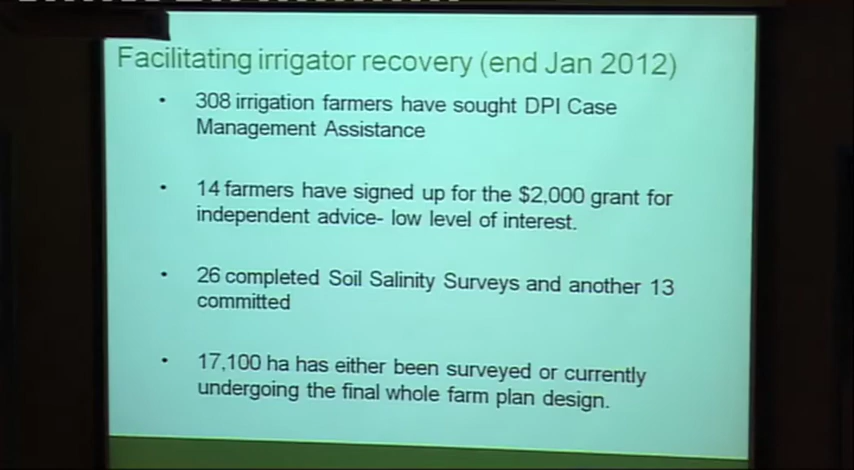 Facilitating irrigator recovery (end Jan 2012)
• 308 irrigation farmers have sought DPI Case
Management Assistance
• 14 farmers have signed up for the $2,000 grant for
independent advice- low level of interest.
• 26 completed Soil Salinity Surveys and another 13
committed
• 17,100 ha has either been surveyed or currently
undergoing the final whole farm plan design.